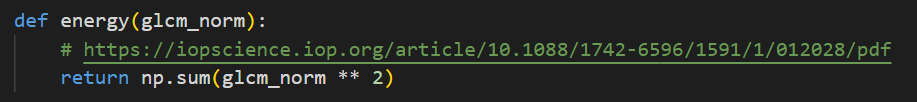 def energy(glcm_norm):
    # https://iopscience.iop.org/article/10.1088/1742-6596/1591/1/012028/pdf
    return np.sum(glcm_norm ** 2)